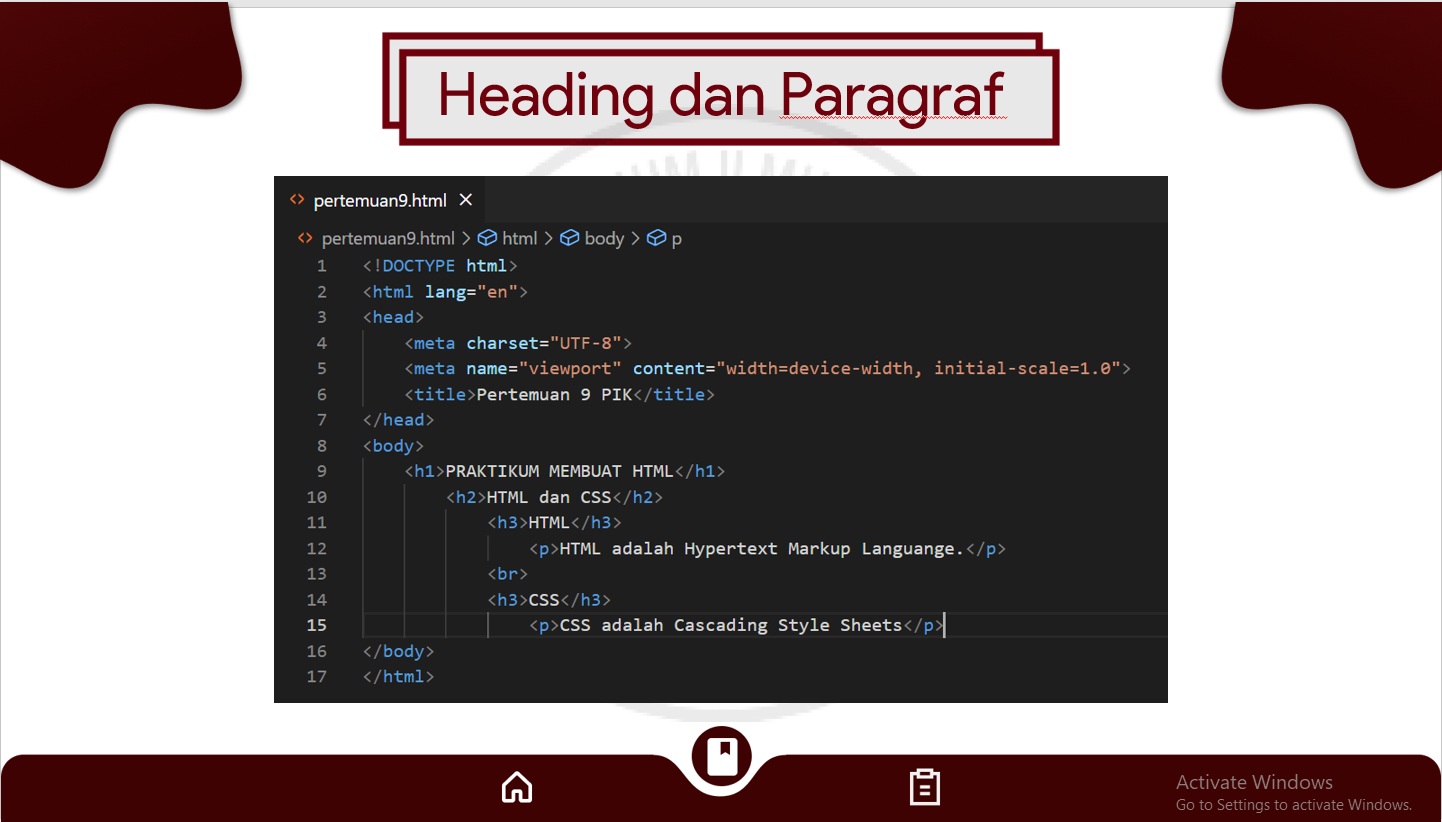 Heading dan Paragraf
pertemuan9.html
pertemuan9.html > html > body > p
1 <!DOCTYPE html>
2 <html lang="en">
3 <head>
4 <meta charset="UTF-8">
5 <meta name="viewport" content="width=device-width, initial-scale=1.0">
6 <title>Pertemuan 9 PIK</title>
7 </head>
8 <body>
9 <h1>PRAKTIKUM MEMBUAT HTML</h1>
10 <h2>HTML dan CSS</h2>
11 <h3>HTML</h3>
12 <p>HTML adalah Hypertext Markup Languange.</p>
13 <br>
14 <h3>CSS</h3>
15 <p>CSS adalah Cascading Style Sheets</p>
16 </body>
17 </html>
Activate Windows
Go to Settings to activate Windows.